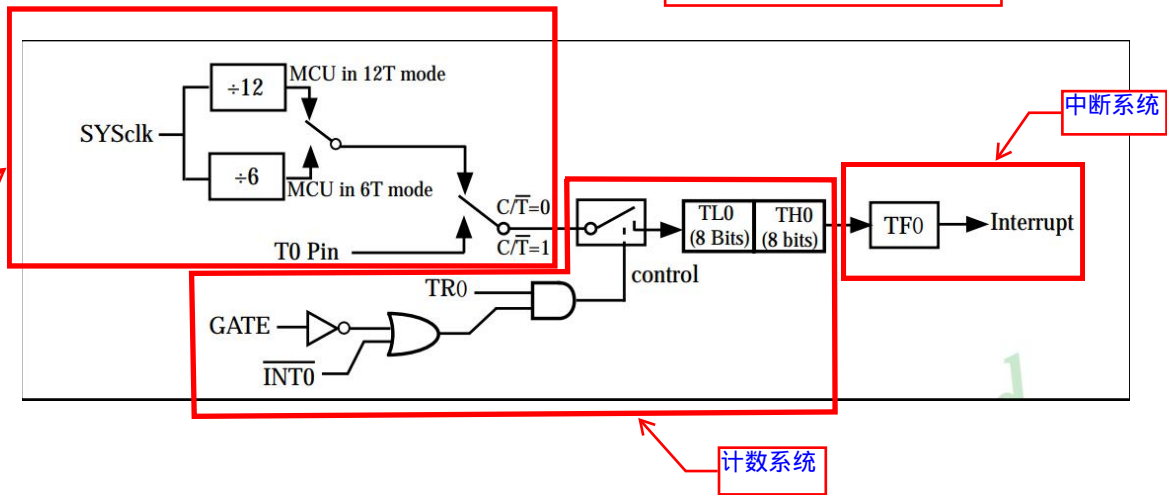 MCU in 12T mode
÷12
中断系统
SYSclk
÷6
MCU in 6T mode
C/T̅=0
TL0
(8 Bits)
TH0
(8 bits)
TF0
Interrupt
T0 Pin
C/T̅=1
control
TR0
GATE
I̅N̅T̅0̅
计数系统